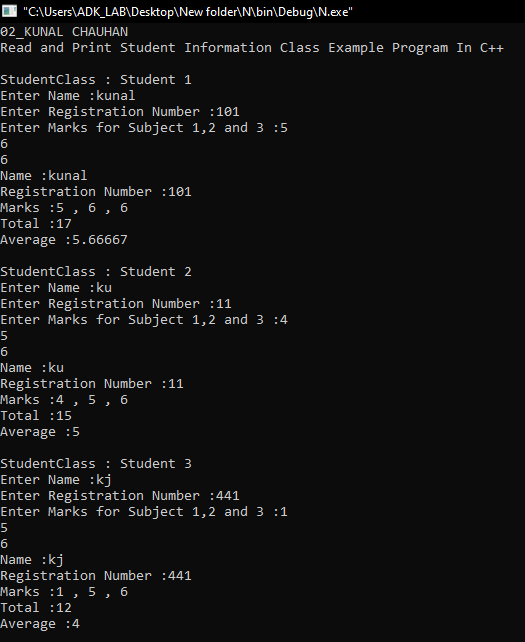 "C:\Users\ADK_LAB\Desktop\New folder\N\bin\Debug\N.exe"
02_KUNAL CHAUHAN
Read and Print Student Information Class Example Program In C++
StudentClass : Student 1
Enter Name :kunal
Enter Registration Number :101
Enter Marks for Subject 1,2 and 3 :5
6
6
Name :kunal
Registration Number :101
Marks :5 , 6 , 6
Total :17
Average :5.66667
StudentClass : Student 2
Enter Name :ku
Enter Registration Number :11
Enter Marks for Subject 1,2 and 3 :4
5
6
Name :ku
Registration Number :11
Marks :4 , 5 , 6
Total :15
Average :5
StudentClass : Student 3
Enter Name :kj
Enter Registration Number :441
Enter Marks for Subject 1,2 and 3 :1
5
6
Name :kj
Registration Number :441
Marks :1 , 5 , 6
Total :12
Average :4